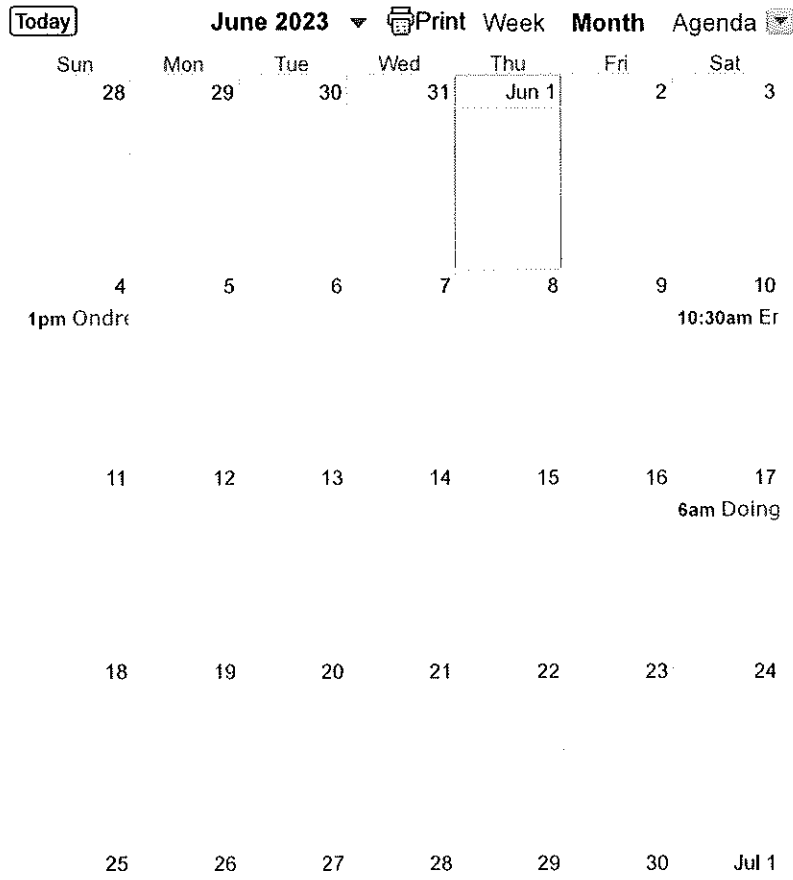 Today June 2023 Print Week Month Agenda
Sun Mon Tue Wed Thu Fri Sat
28 29 30 31 Jun 1 2 3
4 5 6 7 8 9 10
1pm Ondre 10:30am Er
11 12 13 14 15 16 17
6am Doing
18 19 20 21 22 23 24
25 26 27 28 29 30 Jul 1